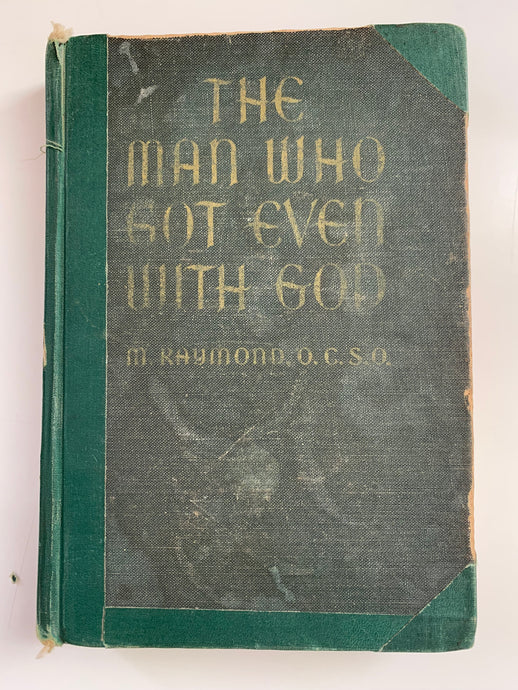 THE
MAN WHO
GOT EVEN
WITH GOD
M. RAYMOND, O.C.S.O.